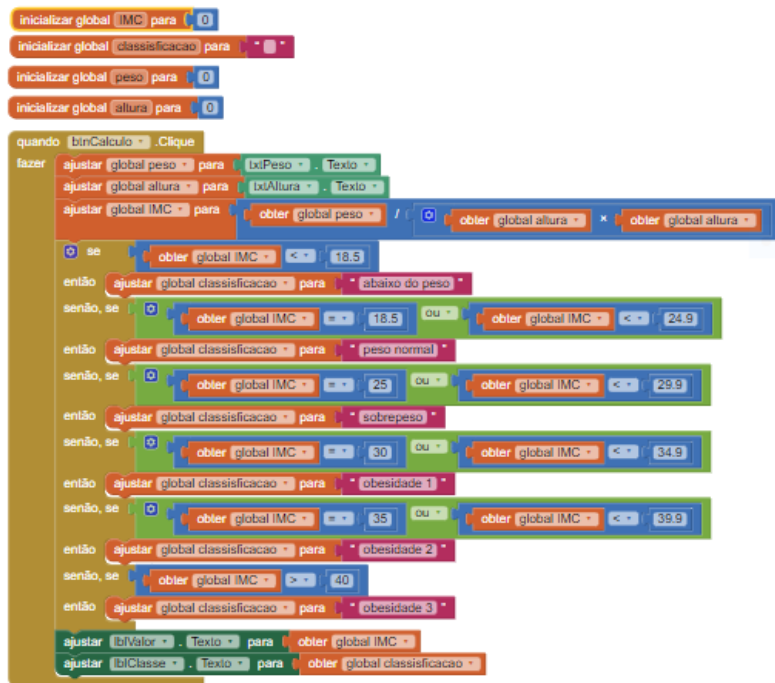 inicializar global IMC para 0
inicializar global classisficacao para " "
inicializar global peso para 0
inicializar global altura para 0
quando btnCalculo .Clique
fazer ajustar global peso para txtPeso . Texto
ajustar global altura para txtAltura . Texto
ajustar global IMC para obter global peso / obter global altura × obter global altura
se obter global IMC < 18.5
então ajustar global classisficacao para " abaixo do peso "
senão, se obter global IMC = 18.5 ou obter global IMC < 24.9
então ajustar global classisficacao para " peso normal "
senão, se obter global IMC = 25 ou obter global IMC < 29.9
então ajustar global classisficacao para " sobrepeso "
senão, se obter global IMC = 30 ou obter global IMC < 34.9
então ajustar global classisficacao para " obesidade 1 "
senão, se obter global IMC = 35 ou obter global IMC < 39.9
então ajustar global classisficacao para " obesidade 2 "
senão, se obter global IMC > 40
então ajustar global classisficacao para " obesidade 3 "
ajustar lblValor . Texto para obter global IMC
ajustar lblClasse . Texto para obter global classisficacao